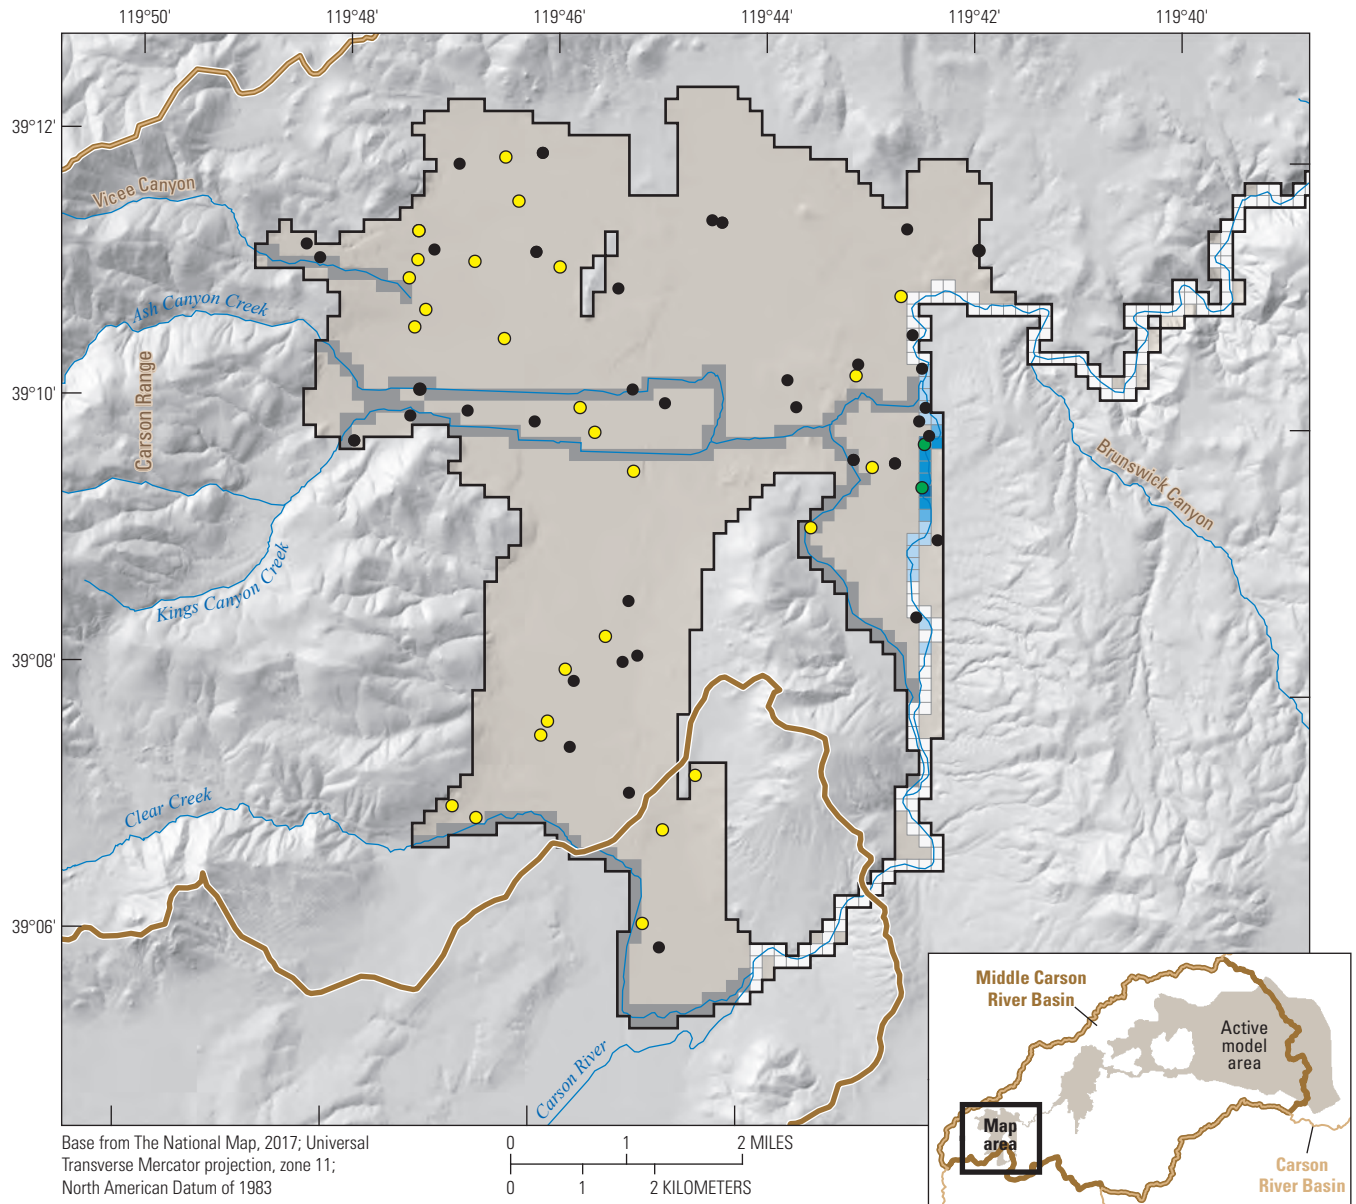 119°50' 119°48' 119°46' 119°44' 119°42' 119°40'
39°12'
Vicee Canyon
Ash Canyon Creek
39°10'
Carson Range
Brunswick Canyon
Kings Canyon Creek
39°08'
Clear Creek
39°06'
Carson River
Middle Carson
River Basin
Active
model
area
Map
area
Carson
River Basin
Base from The National Map, 2017; Universal
Transverse Mercator projection, zone 11;
North American Datum of 1983
0 1 2 MILES
0 1 2 KILOMETERS